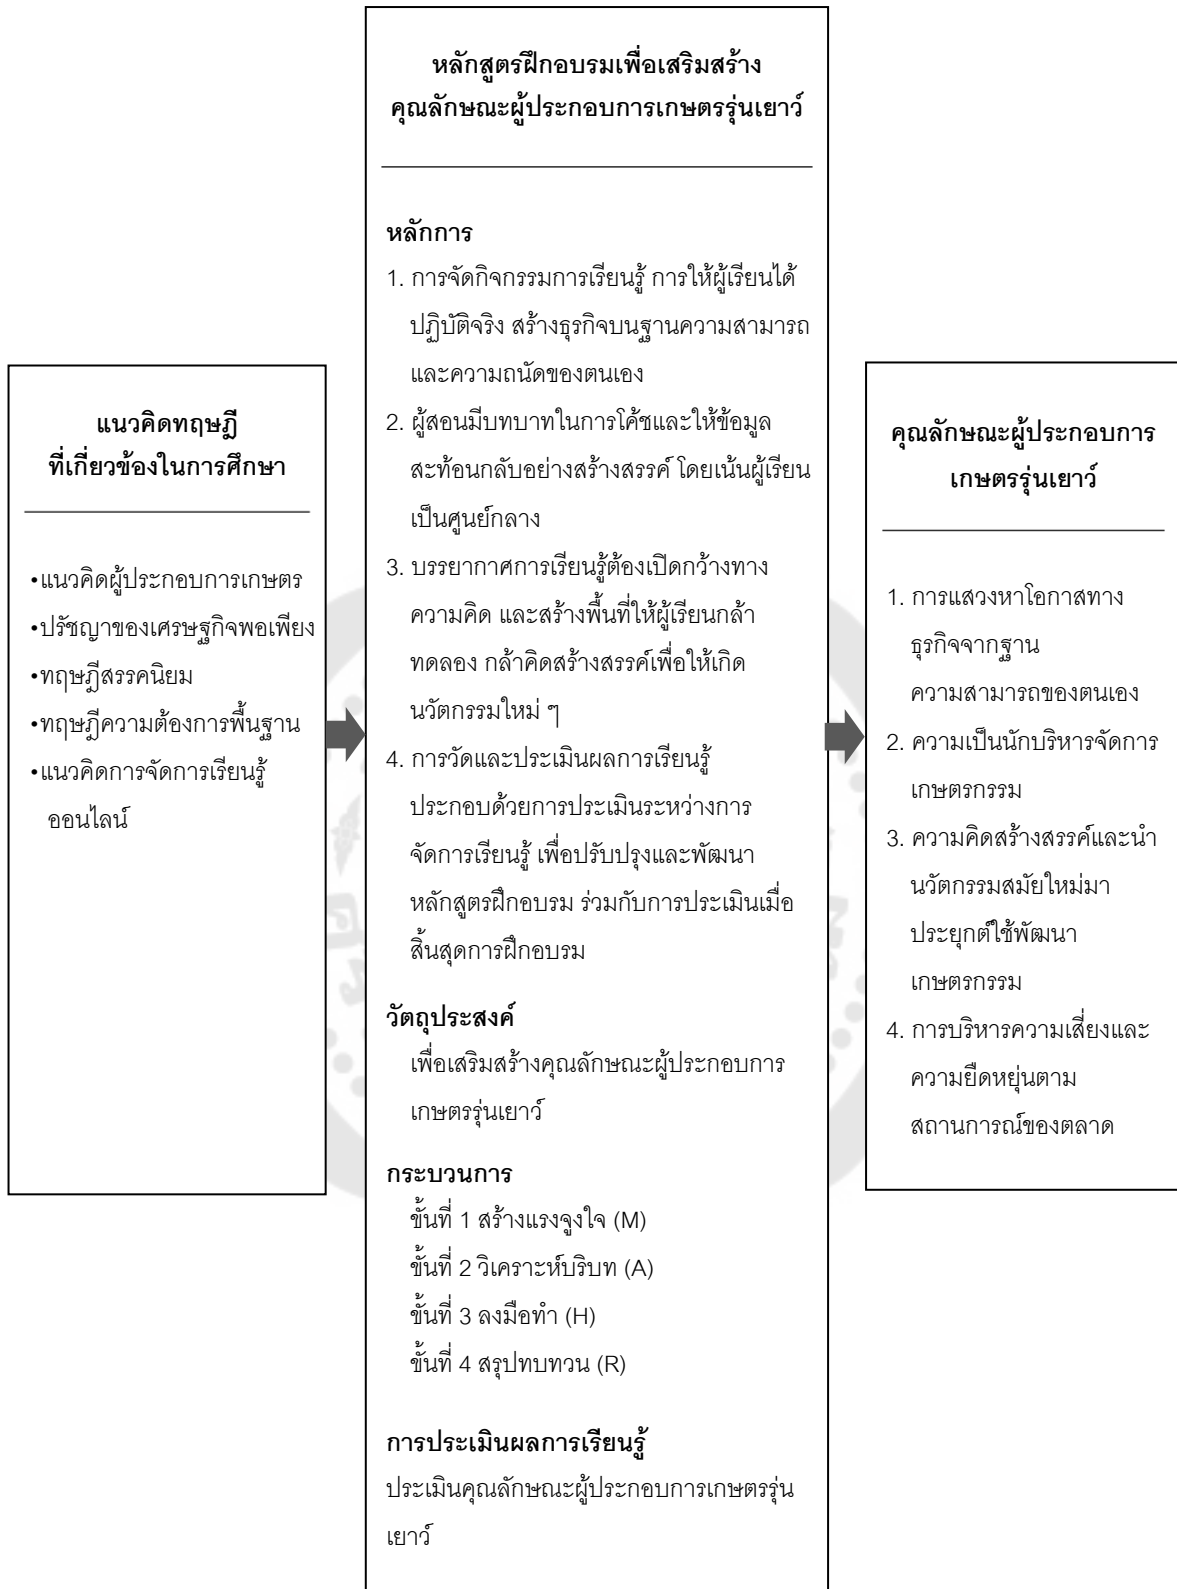 แนวคิดทฤษฎี
ที่เกี่ยวข้องในการศึกษา
•แนวคิดผู้ประกอบการเกษตร
•ปรัชญาของเศรษฐกิจพอเพียง
•ทฤษฎีสรรคนิยม
•ทฤษฎีความต้องการพื้นฐาน
•แนวคิดการจัดการเรียนรู้
ออนไลน์
หลักสูตรฝึกอบรมเพื่อเสริมสร้าง
คุณลักษณะผู้ประกอบการเกษตรรุ่นเยาว์
หลักการ
1. การจัดกิจกรรมการเรียนรู้ การให้ผู้เรียนได้
ปฏิบัติจริง สร้างธุรกิจบนฐานความสามารถ
และความถนัดของตนเอง
2. ผู้สอนมีบทบาทในการโค้ชและให้ข้อมูล
สะท้อนกลับอย่างสร้างสรรค์ โดยเน้นผู้เรียน
เป็นศูนย์กลาง
3. บรรยากาศการเรียนรู้ต้องเปิดกว้างทาง
ความคิด และสร้างพื้นที่ให้ผู้เรียนกล้า
ทดลอง กล้าคิดสร้างสรรค์เพื่อให้เกิด
นวัตกรรมใหม่ ๆ
4. การวัดและประเมินผลการเรียนรู้
ประกอบด้วยการประเมินระหว่างการ
จัดการเรียนรู้ เพื่อปรับปรุงและพัฒนา
หลักสูตรฝึกอบรม ร่วมกับการประเมินเมื่อ
สิ้นสุดการฝึกอบรม
วัตถุประสงค์
เพื่อเสริมสร้างคุณลักษณะผู้ประกอบการ
เกษตรรุ่นเยาว์
กระบวนการ
ขั้นที่ 1 สร้างแรงจูงใจ (M)
ขั้นที่ 2 วิเคราะห์บริบท (A)
ขั้นที่ 3 ลงมือทำ (H)
ขั้นที่ 4 สรุปทบทวน (R)
การประเมินผลการเรียนรู้
ประเมินคุณลักษณะผู้ประกอบการเกษตรรุ่น
เยาว์
คุณลักษณะผู้ประกอบการ
เกษตรรุ่นเยาว์
1. การแสวงหาโอกาสทาง
ธุรกิจจากฐาน
ความสามารถของตนเอง
2. ความเป็นนักบริหารจัดการ
เกษตรกรรม
3. ความคิดสร้างสรรค์และนำ
นวัตกรรมสมัยใหม่มา
ประยุกต์ใช้พัฒนา
เกษตรกรรม
4. การบริหารความเสี่ยงและ
ความยืดหยุ่นตาม
สถานการณ์ของตลาด